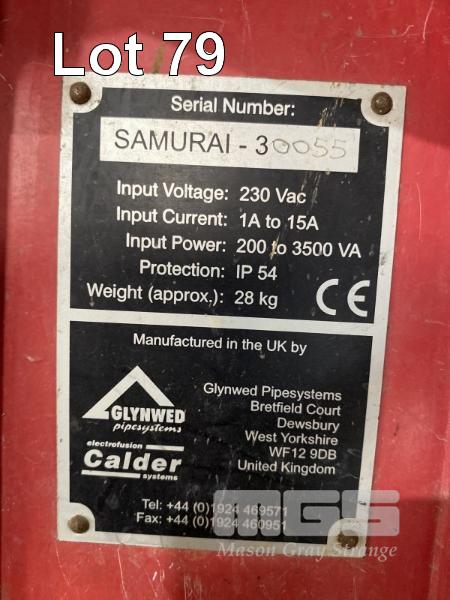 Lot 79
Serial Number:
SAMURAI - 30055
Input Voltage: 230 Vac
Input Current: 1A to 15A
Input Power: 200 to 3500 VA
Protection: IP 54
Weight (approx.): 28 kg
CE
Manufactured in the UK by
GLYNWED
pipesystems
electrofusion
Calder
systems
Glynwed Pipesystems
Bretfield Court
Dewsbury
West Yorkshire
WF12 9DB
United Kingdom
Tel: +44 (0)1924 469571
Fax: +44 (0)1924 460951
MGS
Mason Gray Strange